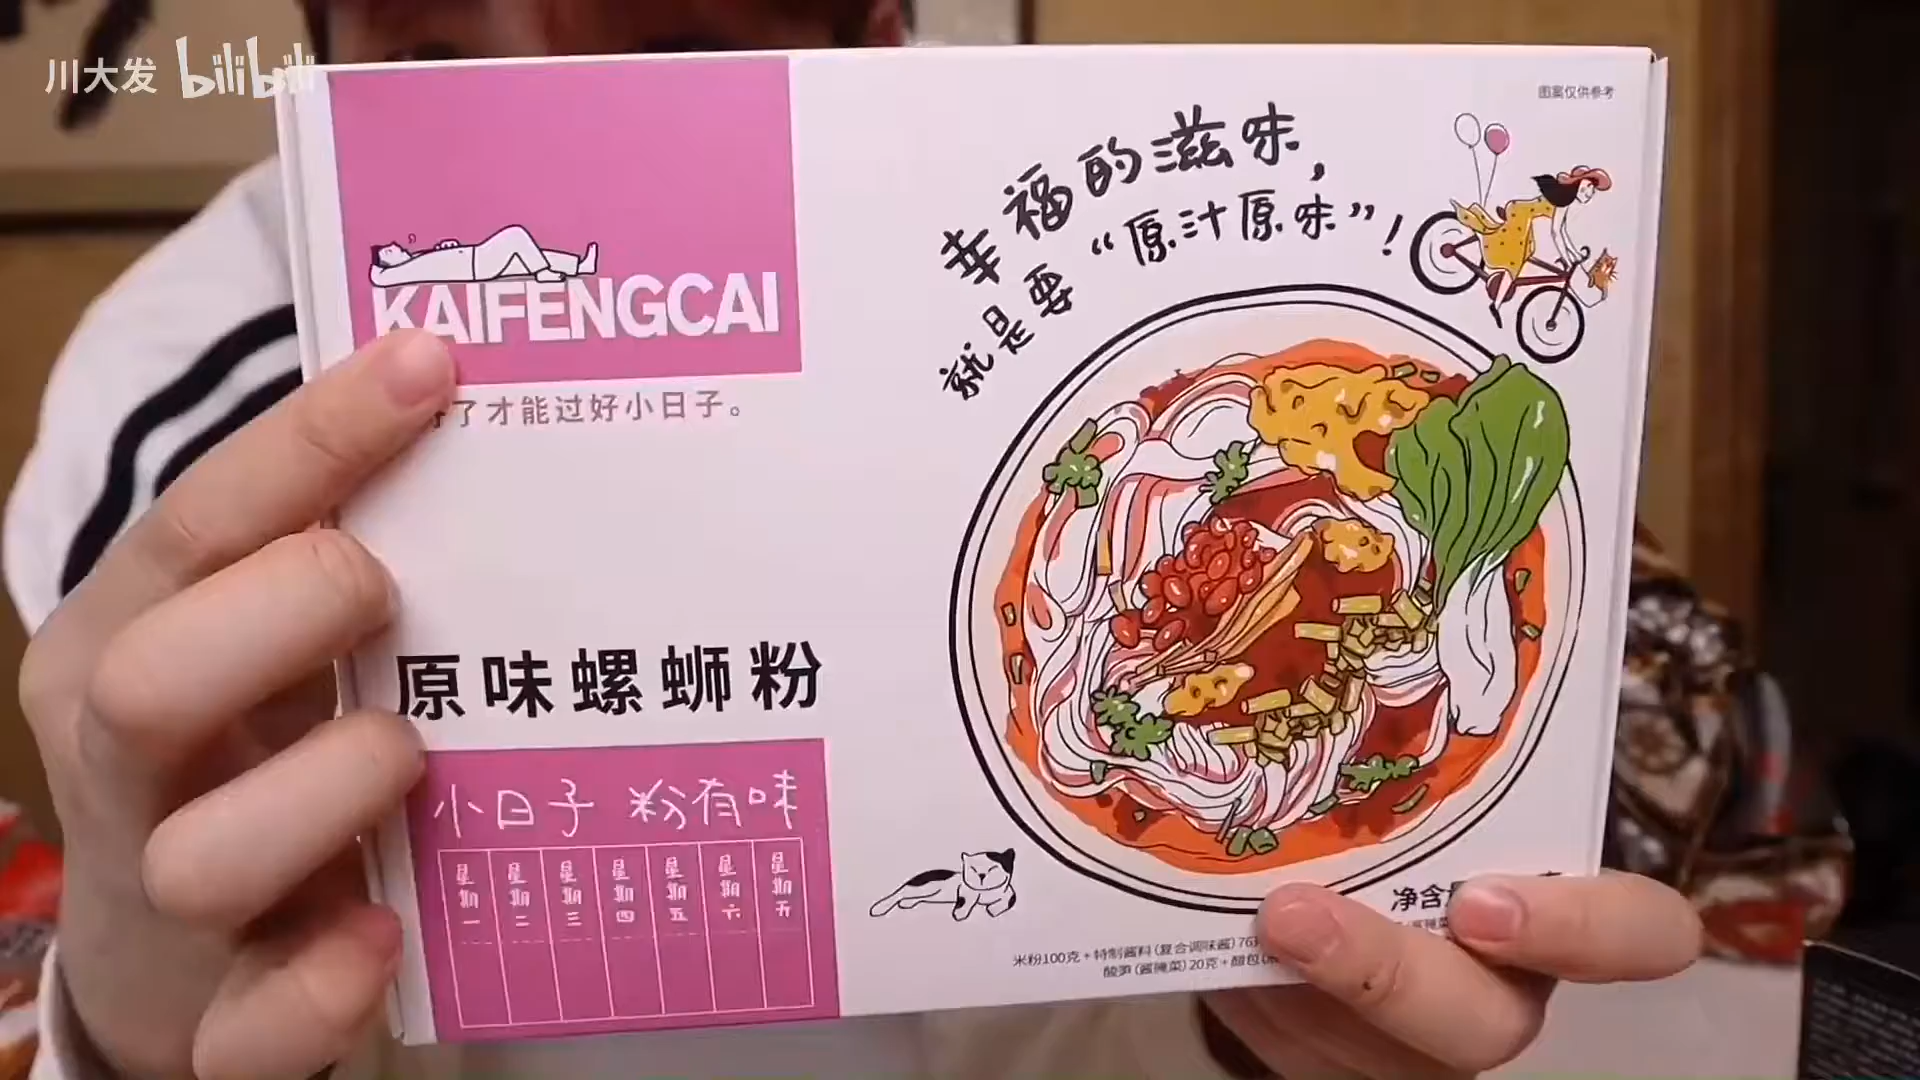 川大发 bilibili
图案仅供参考
幸福的滋味，
就是要“原汁原味”！
KAIFENGCAI
了才能过好小日子。
原味螺蛳粉
小日子 粉有味
星期一 星期二 星期三 星期四 星期五 星期六 星期
净含
米粉100克+特制酱料(复合调味酱)76
酸笋(酱腌菜)20克+醋包